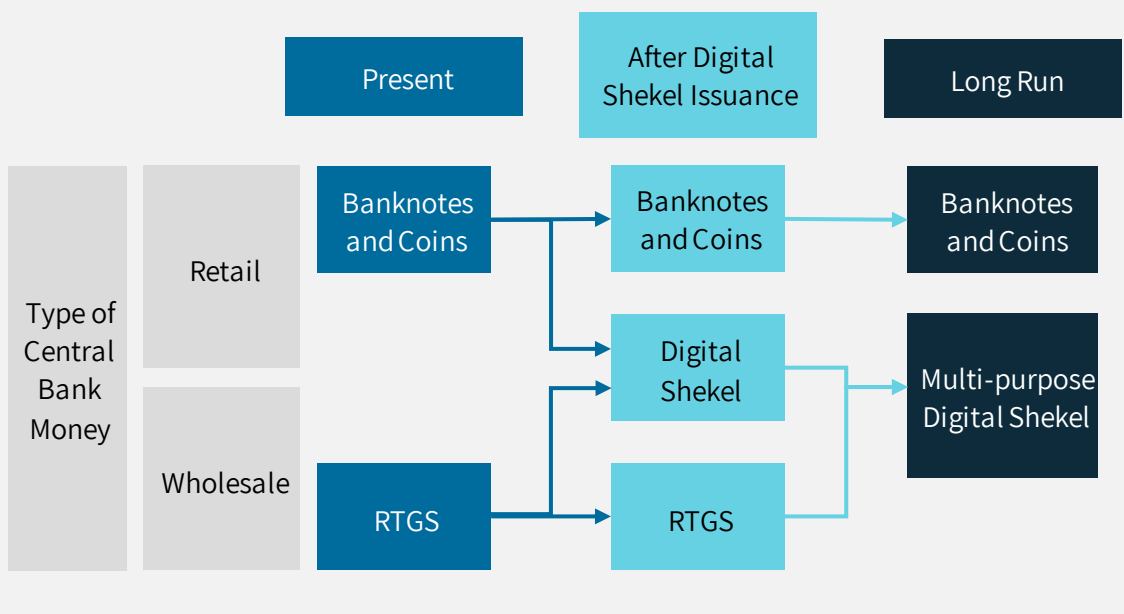 Present
After Digital
Shekel Issuance
Long Run
Type of
Central
Bank
Money
Retail
Wholesale
Banknotes
and Coins
RTGS
Banknotes
and Coins
Digital
Shekel
RTGS
Banknotes
and Coins
Multi-purpose
Digital Shekel